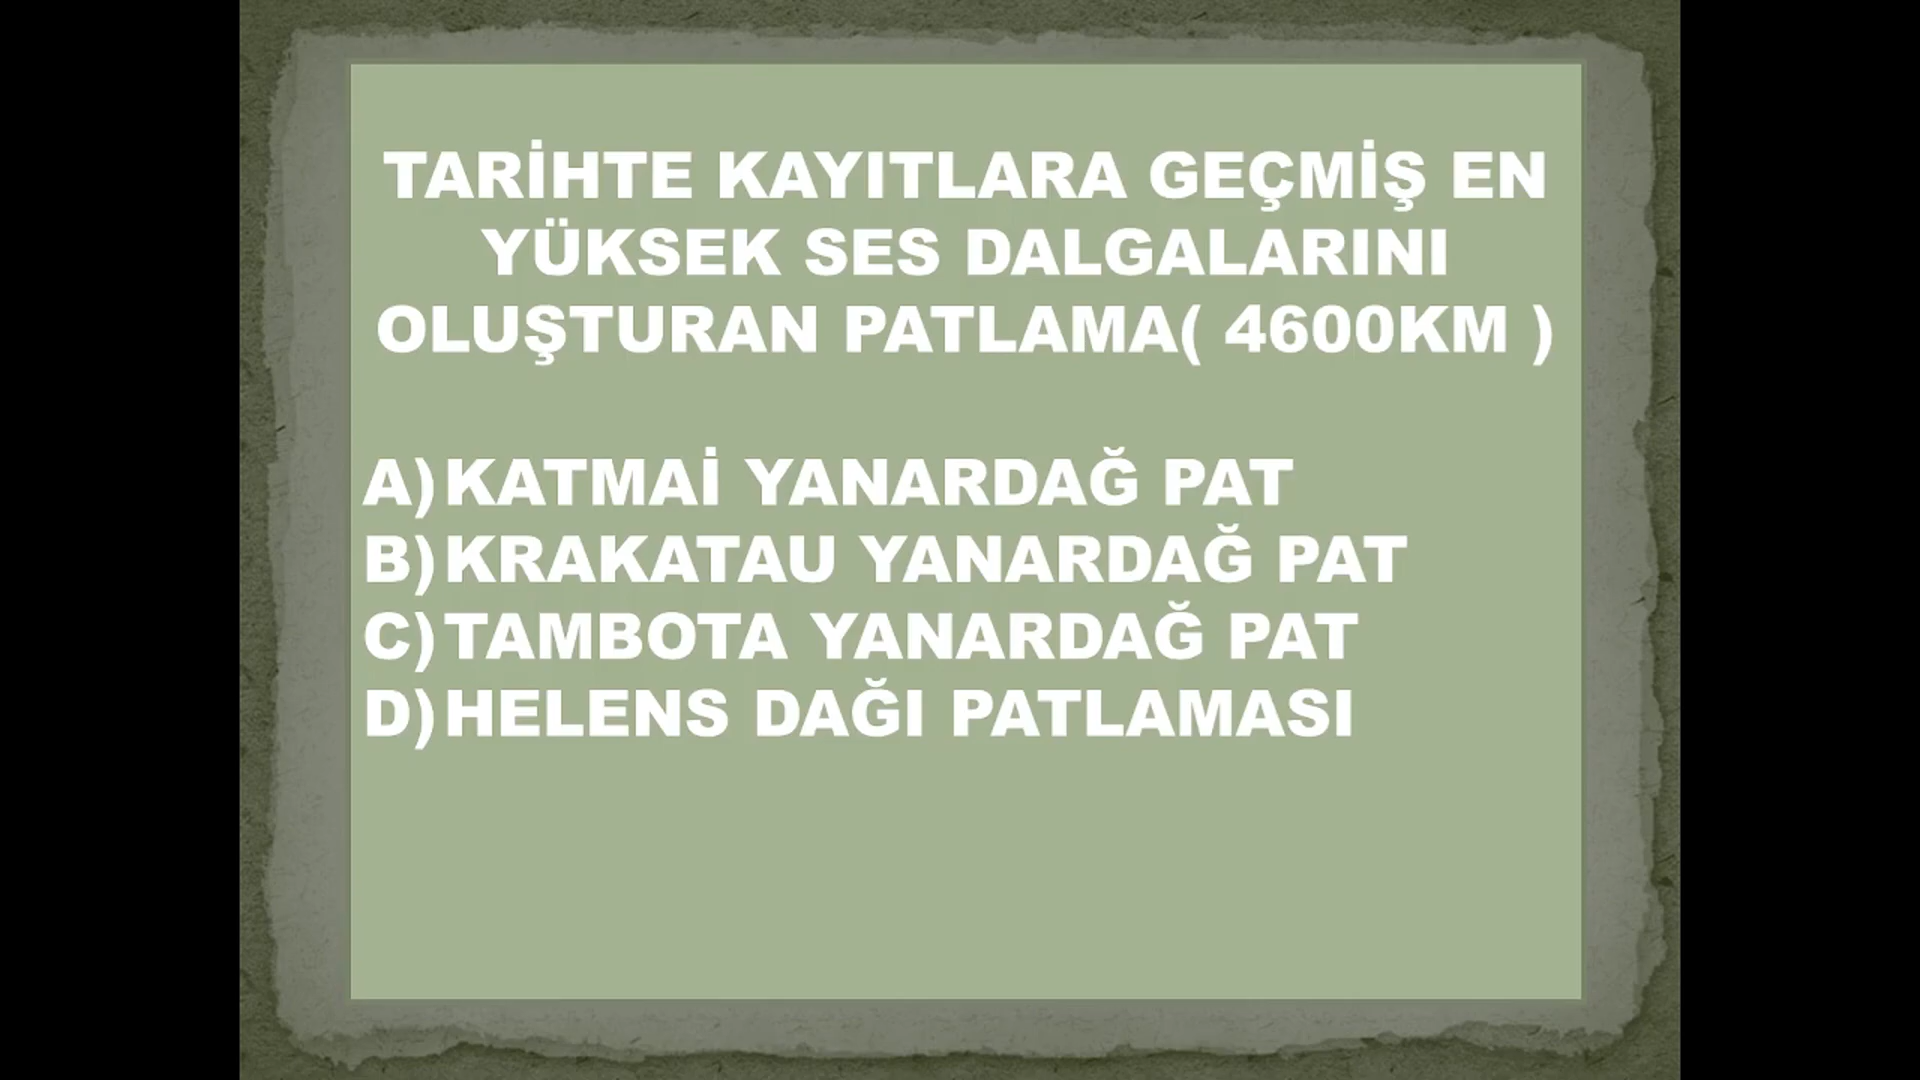 TARİHTE KAYITLARA GEÇMİŞ EN
YÜKSEK SES DALGALARINI
OLUŞTURAN PATLAMA( 4600KM )
A) KATMAİ YANARDAĞ PAT
B) KRAKATAU YANARDAĞ PAT
C) TAMBOTA YANARDAĞ PAT
D) HELENS DAĞI PATLAMASI